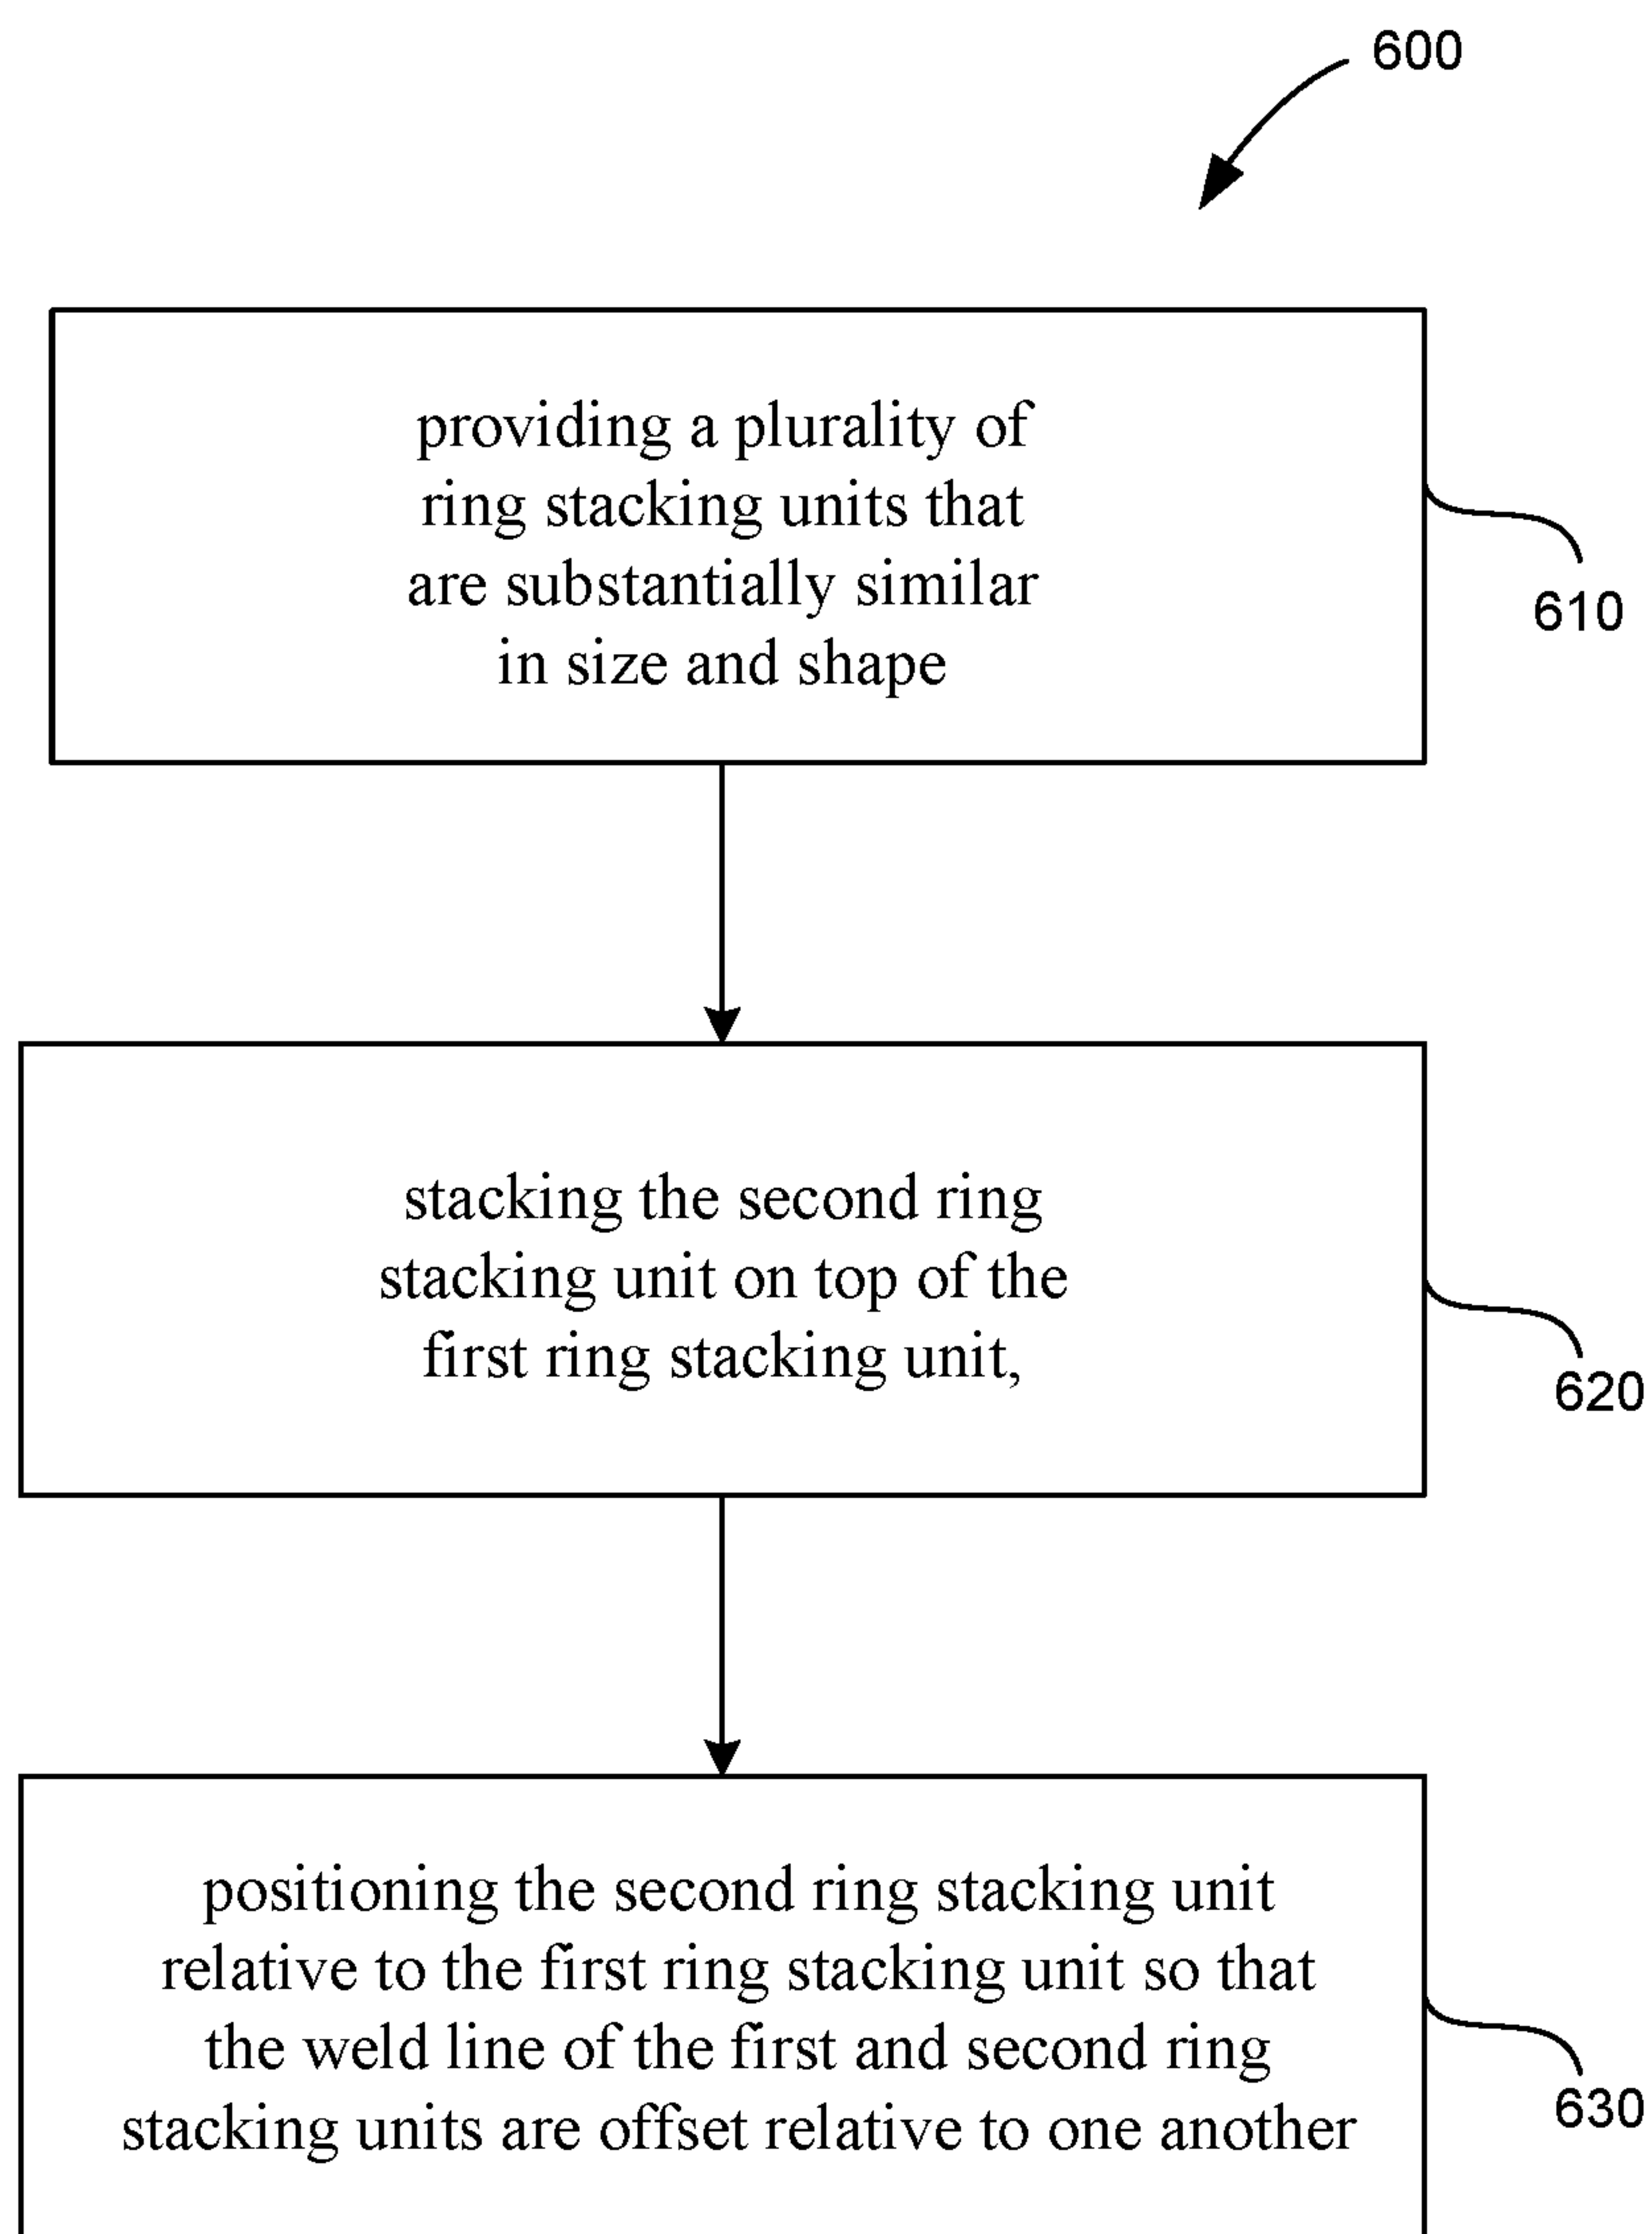 600
providing a plurality of
ring stacking units that
are substantially similar
in size and shape
610
stacking the second ring
stacking unit on top of the
first ring stacking unit,
620
positioning the second ring stacking unit
relative to the first ring stacking unit so that
the weld line of the first and second ring
stacking units are offset relative to one another
630